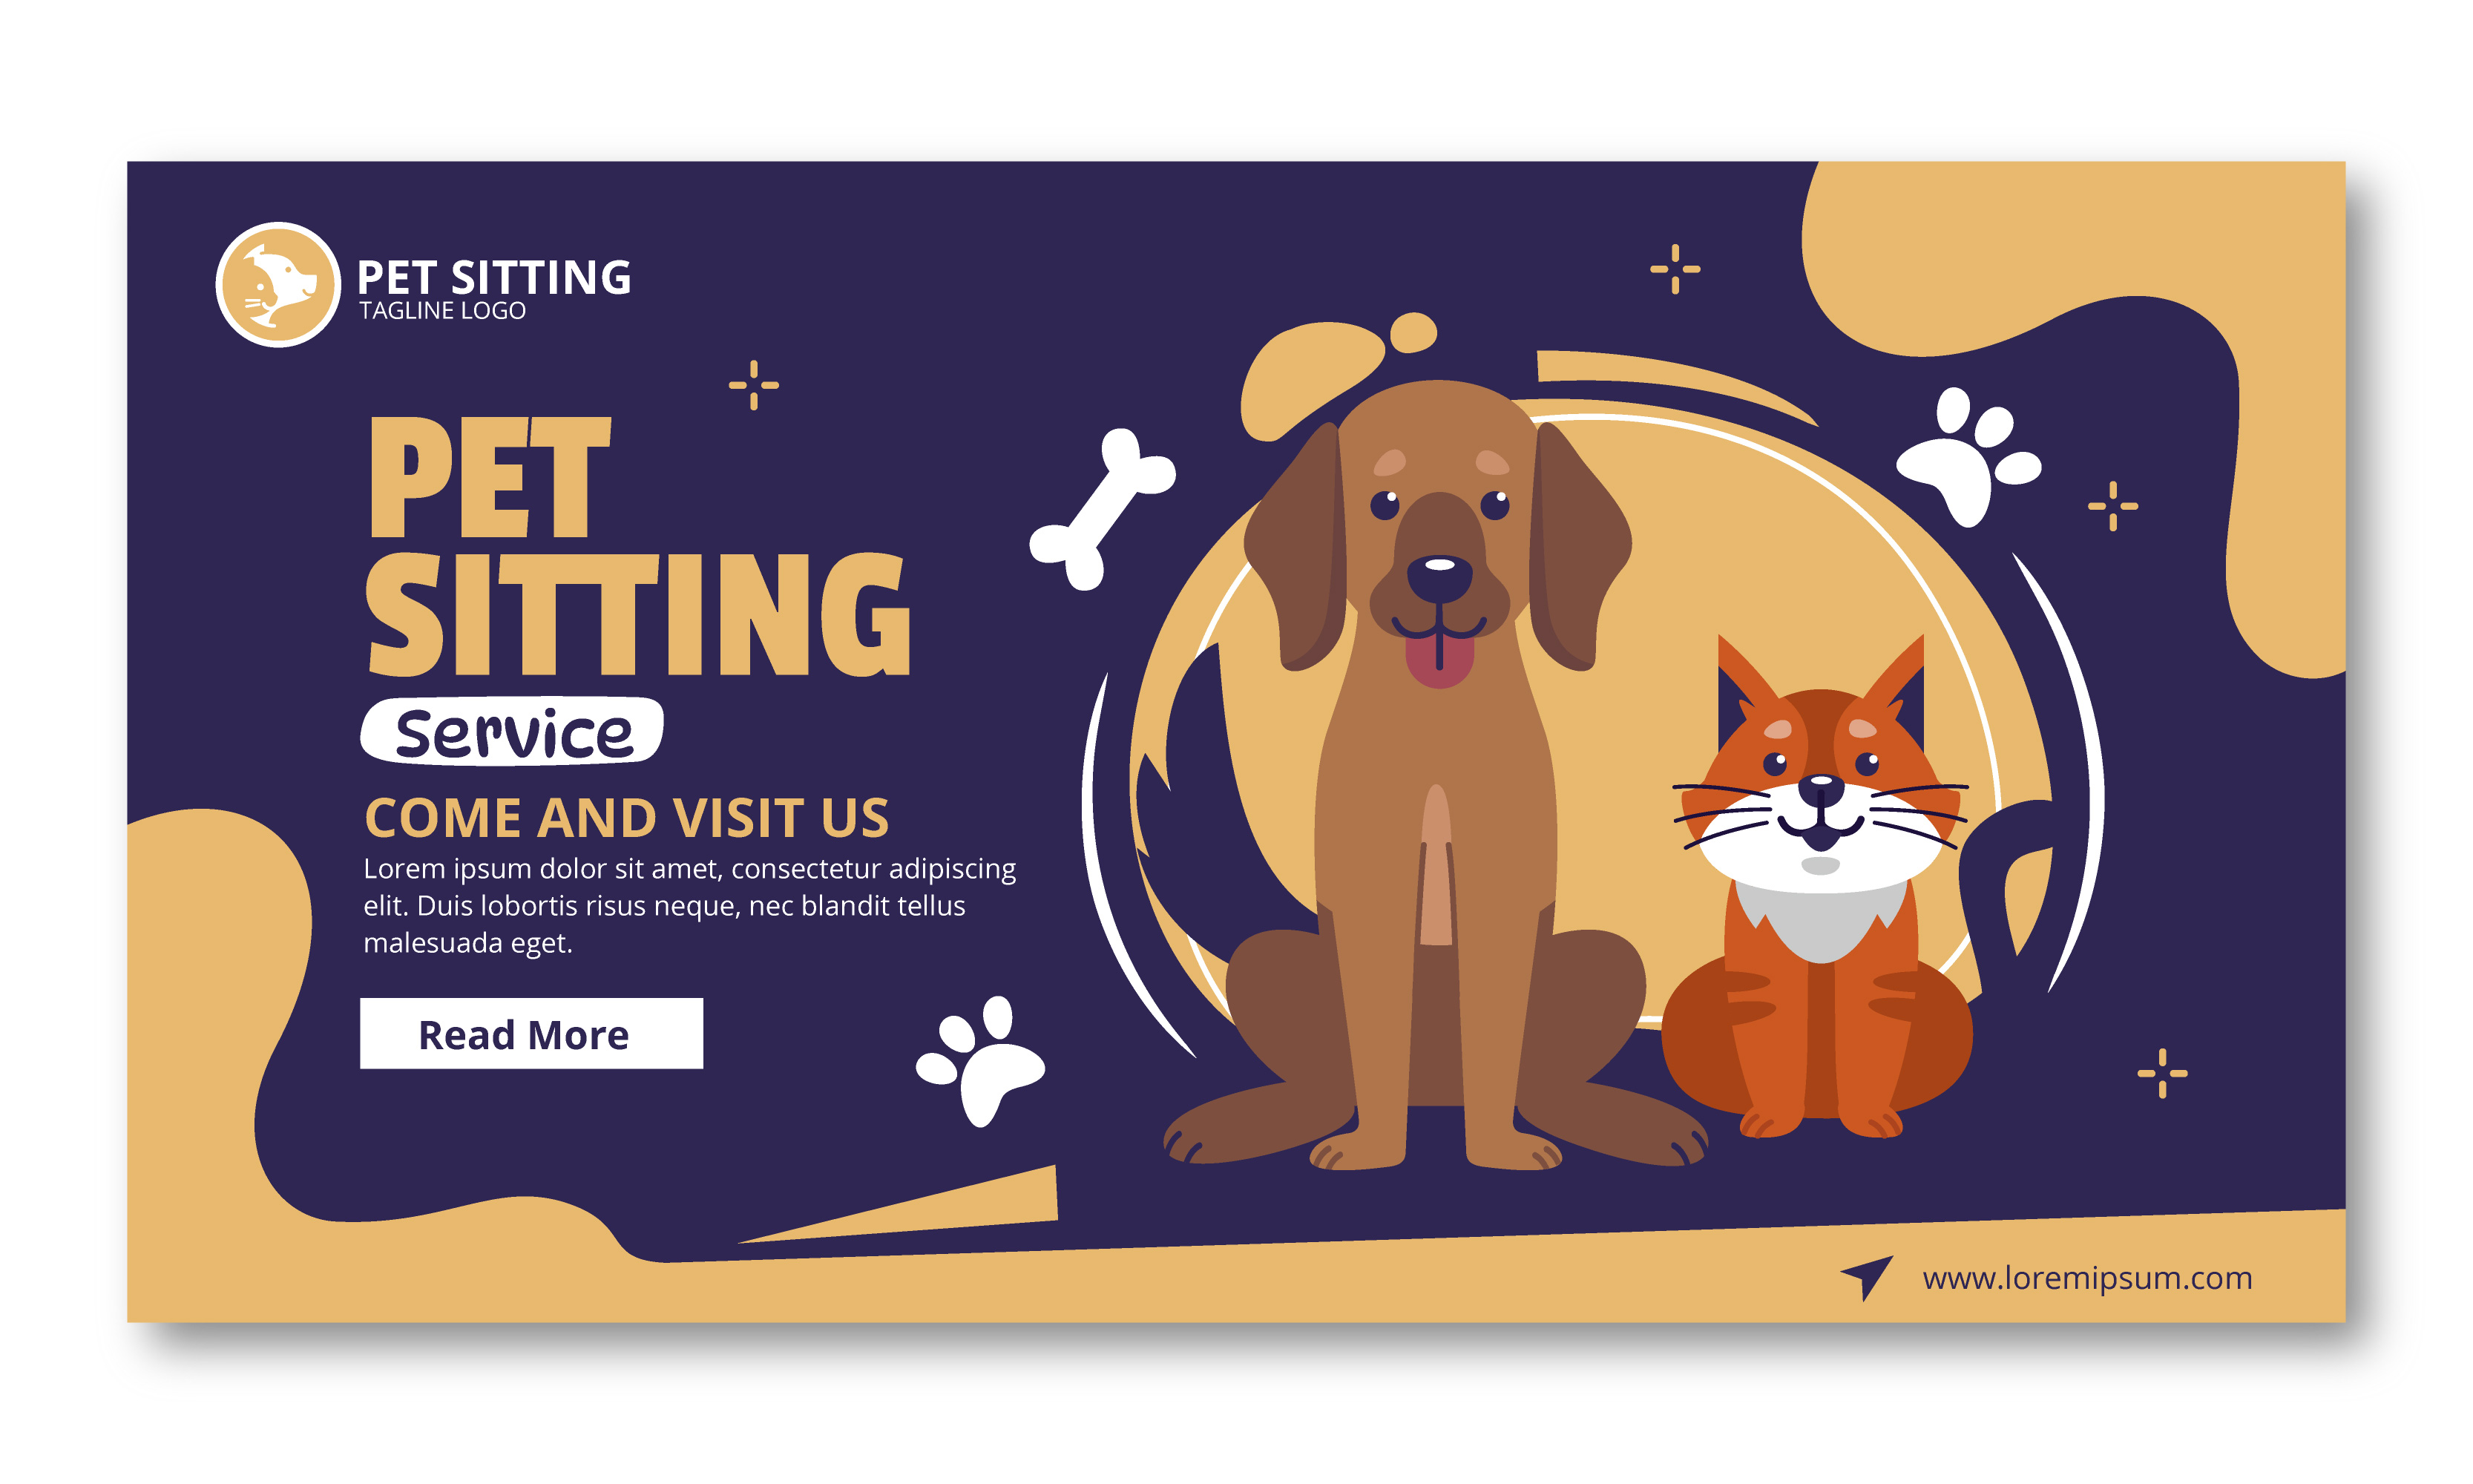 PET SITTING
TAGLINE LOGO
PET
SITTING
Service
COME AND VISIT US
Lorem ipsum dolor sit amet, consectetur adipiscing
elit. Duis lobortis risus neque, nec blandit tellus
malesuada eget.
Read More
www.loremipsum.com